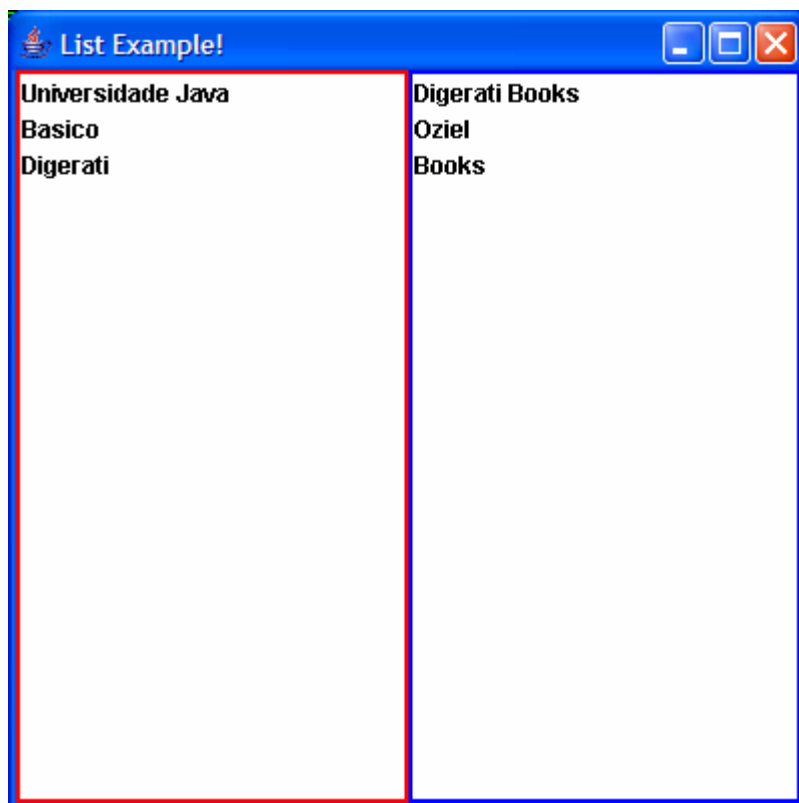 List Example!
Universidade Java
Basico
Digerati
Digerati Books
Oziel
Books